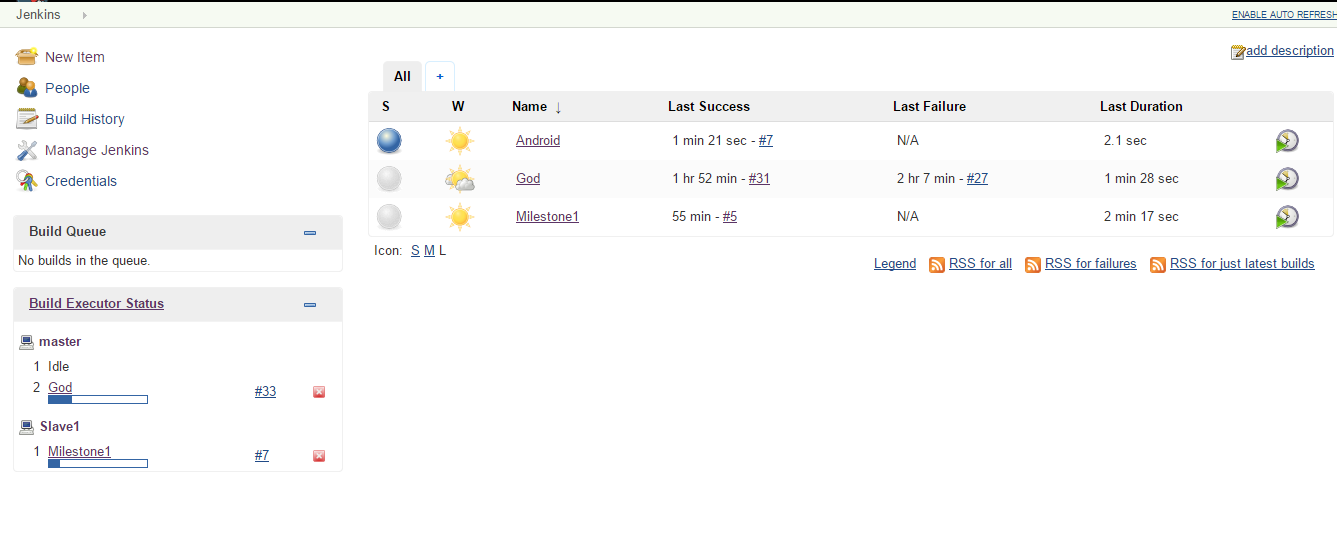 Jenkins
ENABLE AUTO REFRESH
New Item
People
Build History
Manage Jenkins
Credentials
add description
All +
S W Name ↓ Last Success Last Failure Last Duration
Android 1 min 21 sec - #7 N/A 2.1 sec
God 1 hr 52 min - #31 2 hr 7 min - #27 1 min 28 sec
Milestone1 55 min - #5 N/A 2 min 17 sec
Icon: S M L
Legend RSS for all RSS for failures RSS for just latest builds
Build Queue
No builds in the queue.
Build Executor Status
master
1 Idle
2 God #33
Slave1
1 Milestone1 #7